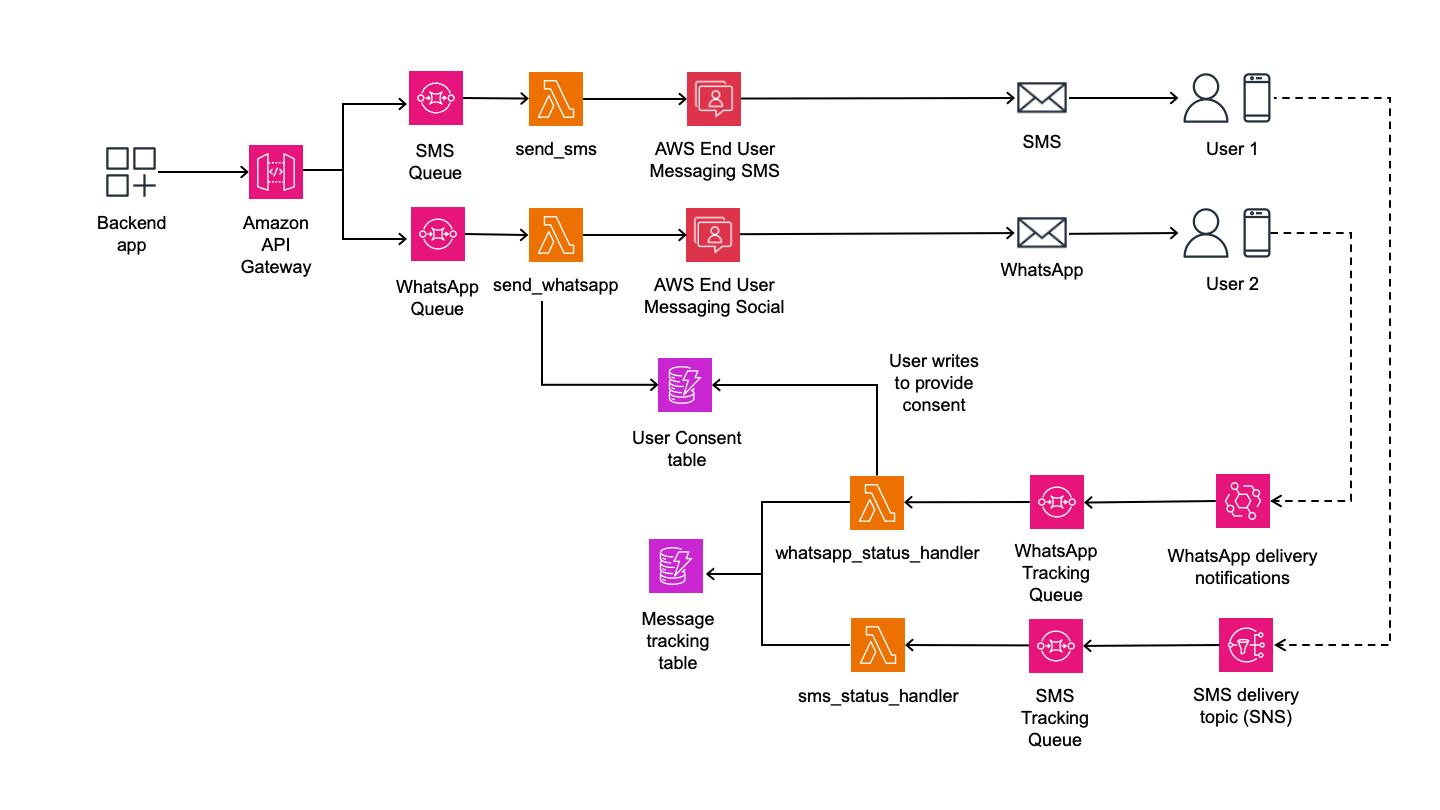 SMS
Queue
send_sms
AWS End User
Messaging SMS
SMS
User 1
Backend
app
Amazon
API
Gateway
WhatsApp
Queue
send_whatsapp
AWS End User
Messaging Social
WhatsApp
User 2
User writes
to provide
consent
User Consent
table
whatsapp_status_handler
WhatsApp
Tracking
Queue
WhatsApp delivery
notifications
Message
tracking
table
sms_status_handler
SMS
Tracking
Queue
SMS delivery
topic (SNS)